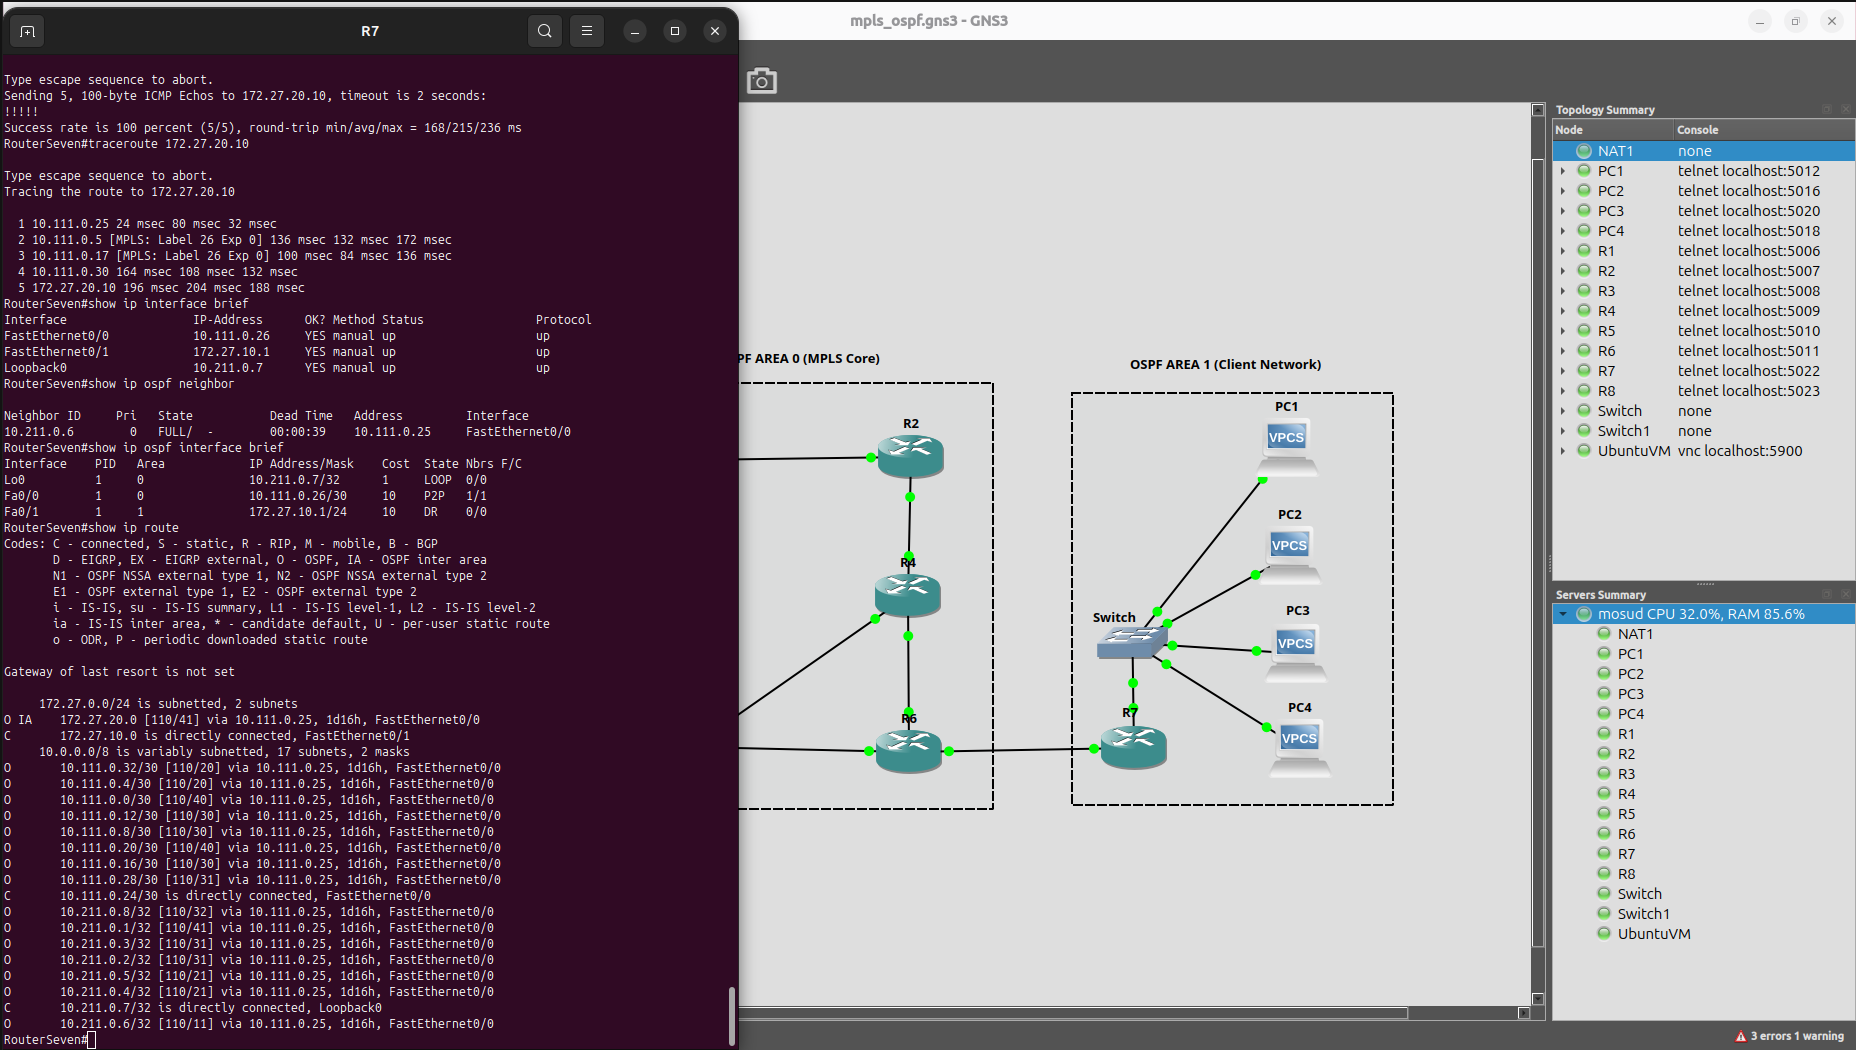 R7
Type escape sequence to abort.
Sending 5, 100-byte ICMP Echos to 172.27.20.10, timeout is 2 seconds:
!!!!!
Success rate is 100 percent (5/5), round-trip min/avg/max = 168/215/236 ms
RouterSeven#traceroute 172.27.20.10
Type escape sequence to abort.
Tracing the route to 172.27.20.10
1 10.111.0.25 24 msec 80 msec 32 msec
2 10.111.0.5 [MPLS: Label 26 Exp 0] 136 msec 132 msec 172 msec
3 10.111.0.17 [MPLS: Label 26 Exp 0] 100 msec 84 msec 136 msec
4 10.111.0.30 164 msec 108 msec 132 msec
5 172.27.20.10 196 msec 204 msec 188 msec
RouterSeven#show ip interface brief
Interface IP-Address OK? Method Status Protocol
FastEthernet0/0 10.111.0.26 YES manual up up
FastEthernet0/1 172.27.10.1 YES manual up up
Loopback0 10.211.0.7 YES manual up up
RouterSeven#show ip ospf neighbor
Neighbor ID Pri State Dead Time Address Interface
10.211.0.6 0 FULL/ - 00:00:39 10.111.0.25 FastEthernet0/0
RouterSeven#show ip ospf interface brief
Interface PID Area IP Address/Mask Cost State Nbrs F/C
Lo0 1 0 10.211.0.7/32 1 LOOP 0/0
Fa0/0 1 0 10.111.0.26/30 10 P2P 1/1
Fa0/1 1 1 172.27.10.1/24 10 DR 0/0
RouterSeven#show ip route
Codes: C - connected, S - static, R - RIP, M - mobile, B - BGP
D - EIGRP, EX - EIGRP external, O - OSPF, IA - OSPF inter area
N1 - OSPF NSSA external type 1, N2 - OSPF NSSA external type 2
E1 - OSPF external type 1, E2 - OSPF external type 2
i - IS-IS, su - IS-IS summary, L1 - IS-IS level-1, L2 - IS-IS level-2
ia - IS-IS inter area, * - candidate default, U - per-user static route
o - ODR, P - periodic downloaded static route
Gateway of last resort is not set
172.27.0.0/24 is subnetted, 2 subnets
O IA 172.27.20.0 [110/41] via 10.111.0.25, 1d16h, FastEthernet0/0
C 172.27.10.0 is directly connected, FastEthernet0/1
10.0.0.0/8 is variably subnetted, 17 subnets, 2 masks
O 10.111.0.32/30 [110/20] via 10.111.0.25, 1d16h, FastEthernet0/0
O 10.111.0.4/30 [110/20] via 10.111.0.25, 1d16h, FastEthernet0/0
O 10.111.0.0/30 [110/40] via 10.111.0.25, 1d16h, FastEthernet0/0
O 10.111.0.12/30 [110/30] via 10.111.0.25, 1d16h, FastEthernet0/0
O 10.111.0.8/30 [110/30] via 10.111.0.25, 1d16h, FastEthernet0/0
O 10.111.0.20/30 [110/40] via 10.111.0.25, 1d16h, FastEthernet0/0
O 10.111.0.16/30 [110/30] via 10.111.0.25, 1d16h, FastEthernet0/0
O 10.111.0.28/30 [110/31] via 10.111.0.25, 1d16h, FastEthernet0/0
C 10.111.0.24/30 is directly connected, FastEthernet0/0
O 10.211.0.8/32 [110/32] via 10.111.0.25, 1d16h, FastEthernet0/0
O 10.211.0.1/32 [110/41] via 10.111.0.25, 1d16h, FastEthernet0/0
O 10.211.0.3/32 [110/31] via 10.111.0.25, 1d16h, FastEthernet0/0
O 10.211.0.2/32 [110/31] via 10.111.0.25, 1d16h, FastEthernet0/0
O 10.211.0.5/32 [110/21] via 10.111.0.25, 1d16h, FastEthernet0/0
O 10.211.0.4/32 [110/21] via 10.111.0.25, 1d16h, FastEthernet0/0
C 10.211.0.7/32 is directly connected, Loopback0
O 10.211.0.6/32 [110/11] via 10.111.0.25, 1d16h, FastEthernet0/0
RouterSeven#
mpls_ospf.gns3 - GNS3
PF AREA 0 (MPLS Core)
R2
R4
R6
OSPF AREA 1 (Client Network)
PC1
VPCS
PC2
VPCS
PC3
VPCS
Switch
R7
PC4
VPCS
Topology Summary
Node Console
NAT1 none
PC1 telnet localhost:5012
PC2 telnet localhost:5016
PC3 telnet localhost:5020
PC4 telnet localhost:5018
R1 telnet localhost:5006
R2 telnet localhost:5007
R3 telnet localhost:5008
R4 telnet localhost:5009
R5 telnet localhost:5010
R6 telnet localhost:5011
R7 telnet localhost:5022
R8 telnet localhost:5023
Switch none
Switch1 none
UbuntuVM vnc localhost:5900
Servers Summary
mosud CPU 32.0%, RAM 85.6%
NAT1
PC1
PC2
PC3
PC4
R1
R2
R3
R4
R5
R6
R7
R8
Switch
Switch1
UbuntuVM
3 errors 1 warning